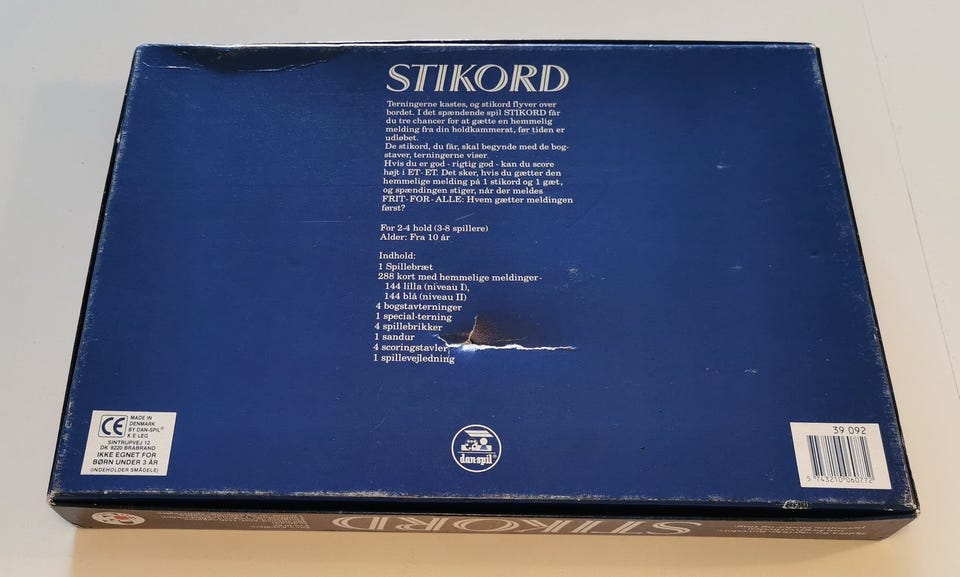 STIKORD
Terningerne kastes, og stikord flyver over
bordet. I det spændende spil STIKORD får
du tre chancer for at gætte en hemmelig
melding fra din holdkammerat, før tiden er
udløbet.
De stikord, du får, skal begynde med de bog-
staver, terningerne viser
Hvis du er god - rigtig god - kan du score
højt i ET-ET. Det sker, hvis du gætter den
hemmelige melding på 1 stikord og 1 gæt,
og spændingen stiger, når der meldes
FRIT-FOR-ALLE: Hvem gætter meldingen
først?
For 2-4 hold (3-8 spillere)
Alder: Fra 10 år
Indhold:
1 Spillebræt
288 kort med hemmelige meldinger-
144 lilla (niveau I),
144 blå (niveau II)
4 bogstavterninger
1 special-terning
4 spillebrikker
1 sandur
4 scoringstavler
1 spillevejledning
CE
MADE IN
DENMARK
BY DAN-SPIL®
K E LEG
SINTRUPVEJ 12
DK 8220 BRABRAND
IKKE EGNET FOR
BØRN UNDER 3 ÅR
(INDEHOLDER SMÅDELE)
dan-spil®
39 092
5 743210 060772
STIKORD